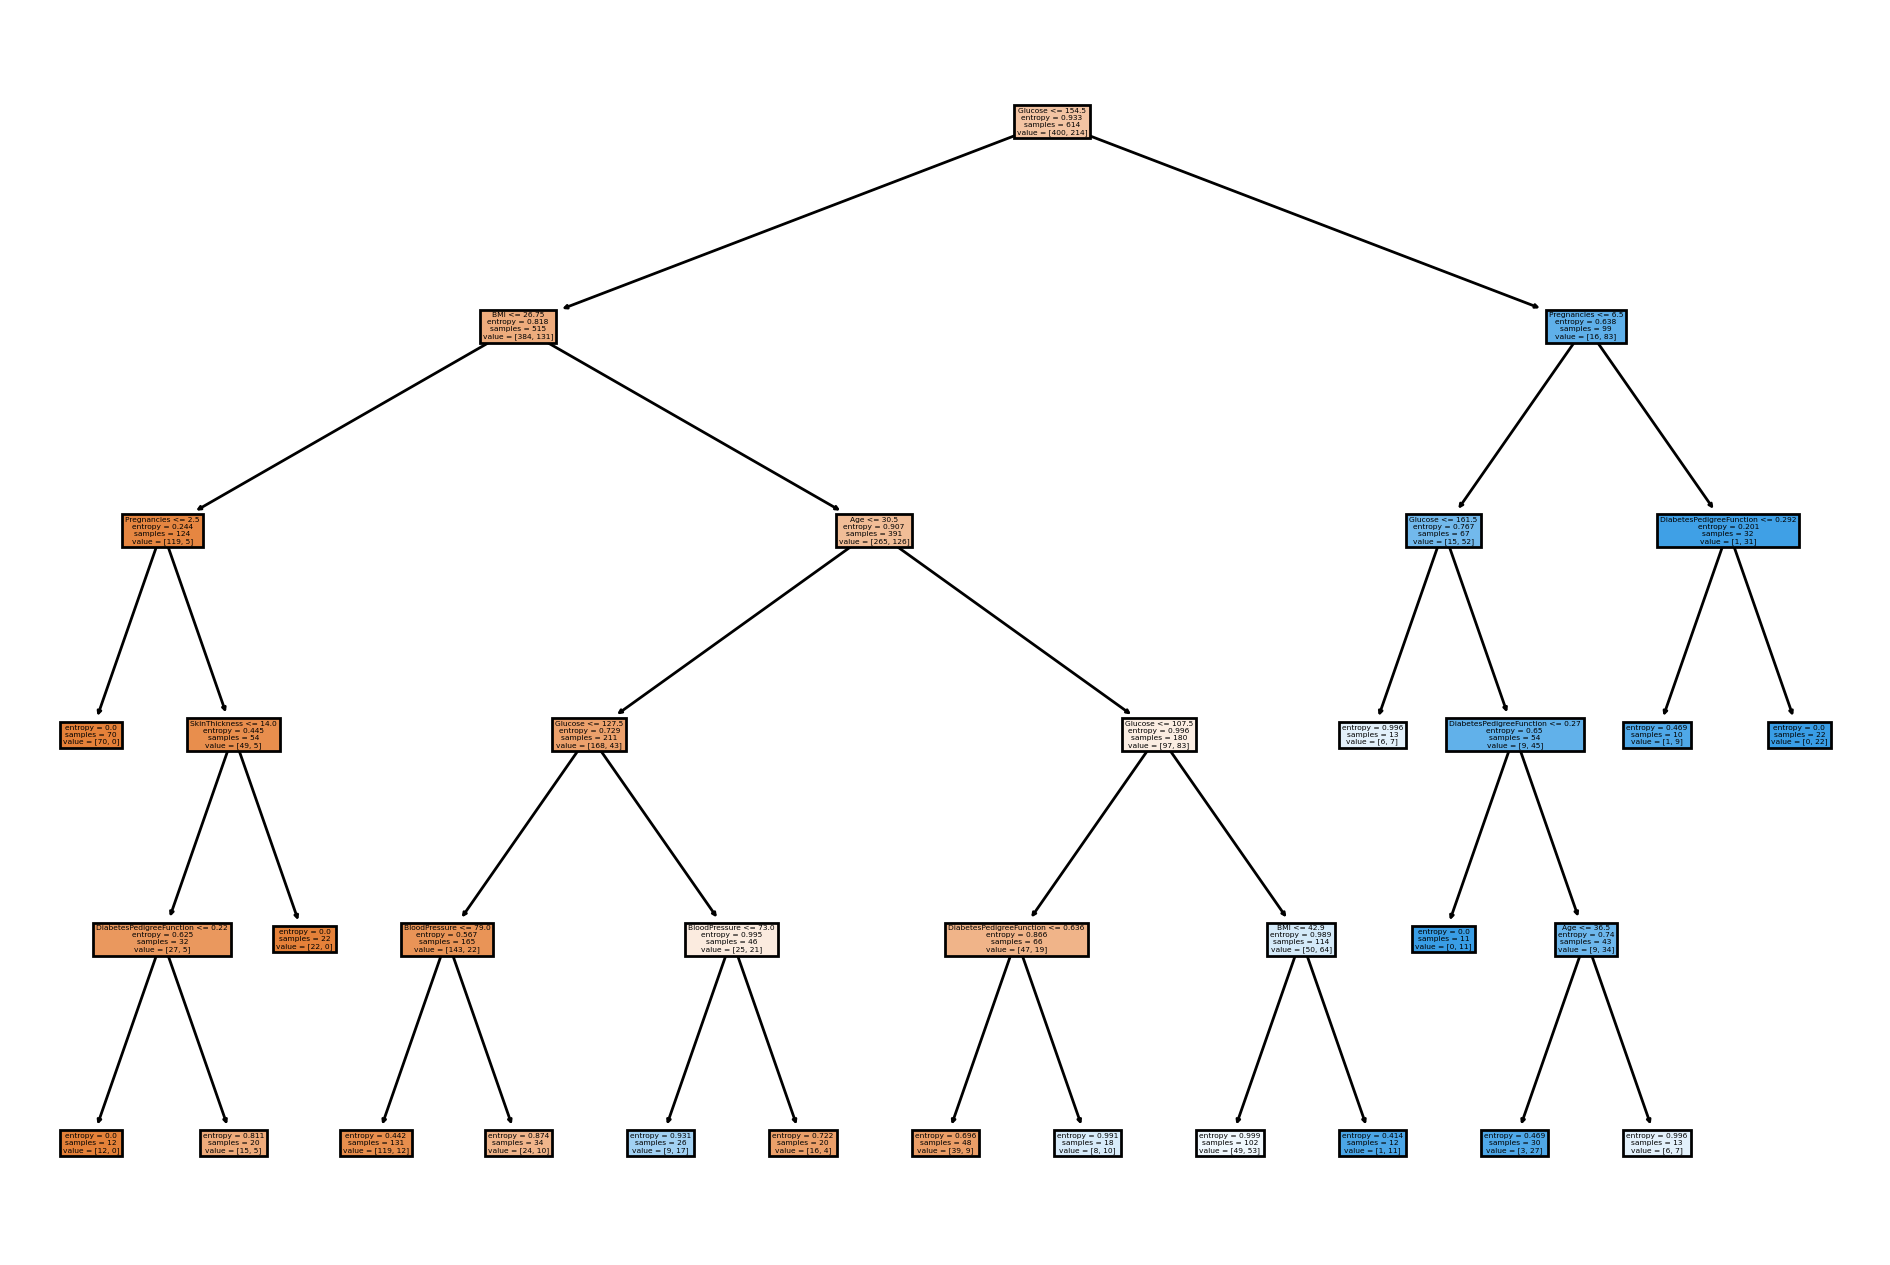 Glucose <= 154.5
entropy = 0.933
samples = 614
value = [400, 214]
BMI <= 26.75
entropy = 0.818
samples = 515
value = [384, 131]
Pregnancies <= 6.5
entropy = 0.638
samples = 99
value = [16, 83]
Pregnancies <= 2.5
entropy = 0.244
samples = 124
value = [119, 5]
Age <= 30.5
entropy = 0.907
samples = 391
value = [265, 126]
Glucose <= 161.5
entropy = 0.767
samples = 67
value = [15, 52]
DiabetesPedigreeFunction <= 0.292
entropy = 0.201
samples = 32
value = [1, 31]
entropy = 0.0
samples = 70
value = [70, 0]
SkinThickness <= 14.0
entropy = 0.445
samples = 54
value = [49, 5]
Glucose <= 127.5
entropy = 0.729
samples = 211
value = [168, 43]
Glucose <= 107.5
entropy = 0.996
samples = 180
value = [97, 83]
entropy = 0.996
samples = 13
value = [6, 7]
DiabetesPedigreeFunction <= 0.27
entropy = 0.65
samples = 54
value = [9, 45]
entropy = 0.469
samples = 10
value = [1, 9]
entropy = 0.0
samples = 22
value = [0, 22]
DiabetesPedigreeFunction <= 0.22
entropy = 0.625
samples = 32
value = [27, 5]
entropy = 0.0
samples = 22
value = [22, 0]
BloodPressure <= 79.0
entropy = 0.567
samples = 165
value = [143, 22]
BloodPressure <= 73.0
entropy = 0.995
samples = 46
value = [25, 21]
DiabetesPedigreeFunction <= 0.636
entropy = 0.866
samples = 66
value = [47, 19]
BMI <= 42.9
entropy = 0.989
samples = 114
value = [50, 64]
entropy = 0.0
samples = 11
value = [0, 11]
Age <= 36.5
entropy = 0.74
samples = 43
value = [9, 34]
entropy = 0.0
samples = 12
value = [12, 0]
entropy = 0.811
samples = 20
value = [15, 5]
entropy = 0.442
samples = 131
value = [119, 12]
entropy = 0.874
samples = 34
value = [24, 10]
entropy = 0.931
samples = 26
value = [9, 17]
entropy = 0.722
samples = 20
value = [16, 4]
entropy = 0.696
samples = 48
value = [39, 9]
entropy = 0.991
samples = 18
value = [8, 10]
entropy = 0.999
samples = 102
value = [49, 53]
entropy = 0.414
samples = 12
value = [1, 11]
entropy = 0.469
samples = 30
value = [3, 27]
entropy = 0.996
samples = 13
value = [6, 7]